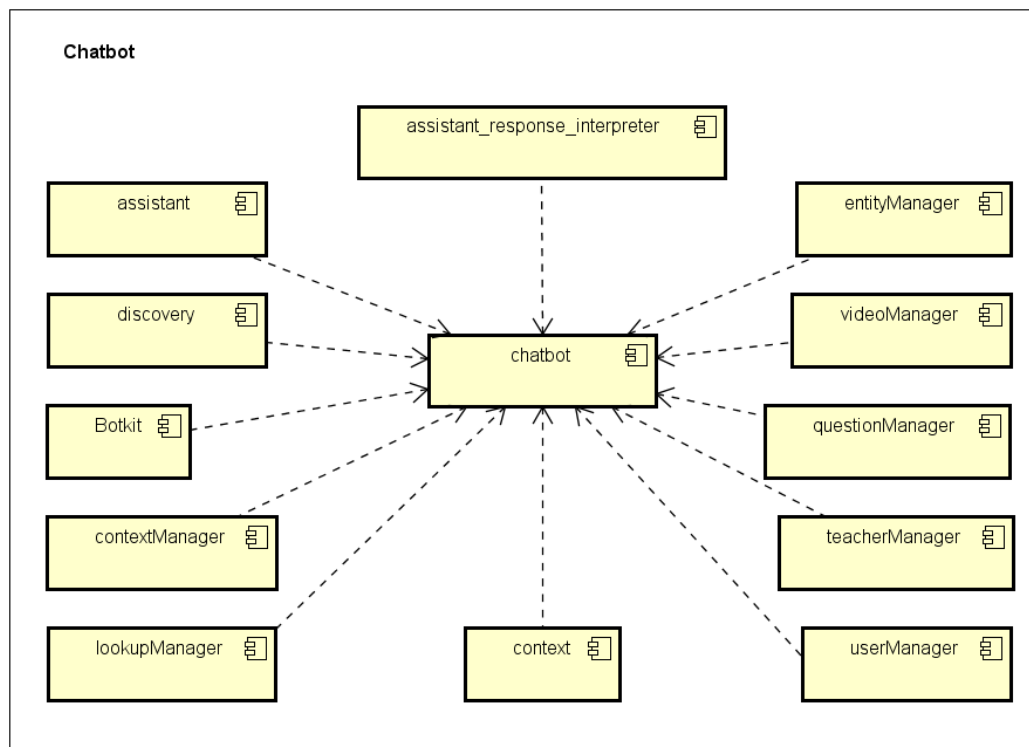 Chatbot
assistant_response_interpreter
assistant
entityManager
discovery
videoManager
chatbot
Botkit
questionManager
contextManager
teacherManager
lookupManager
context
userManager